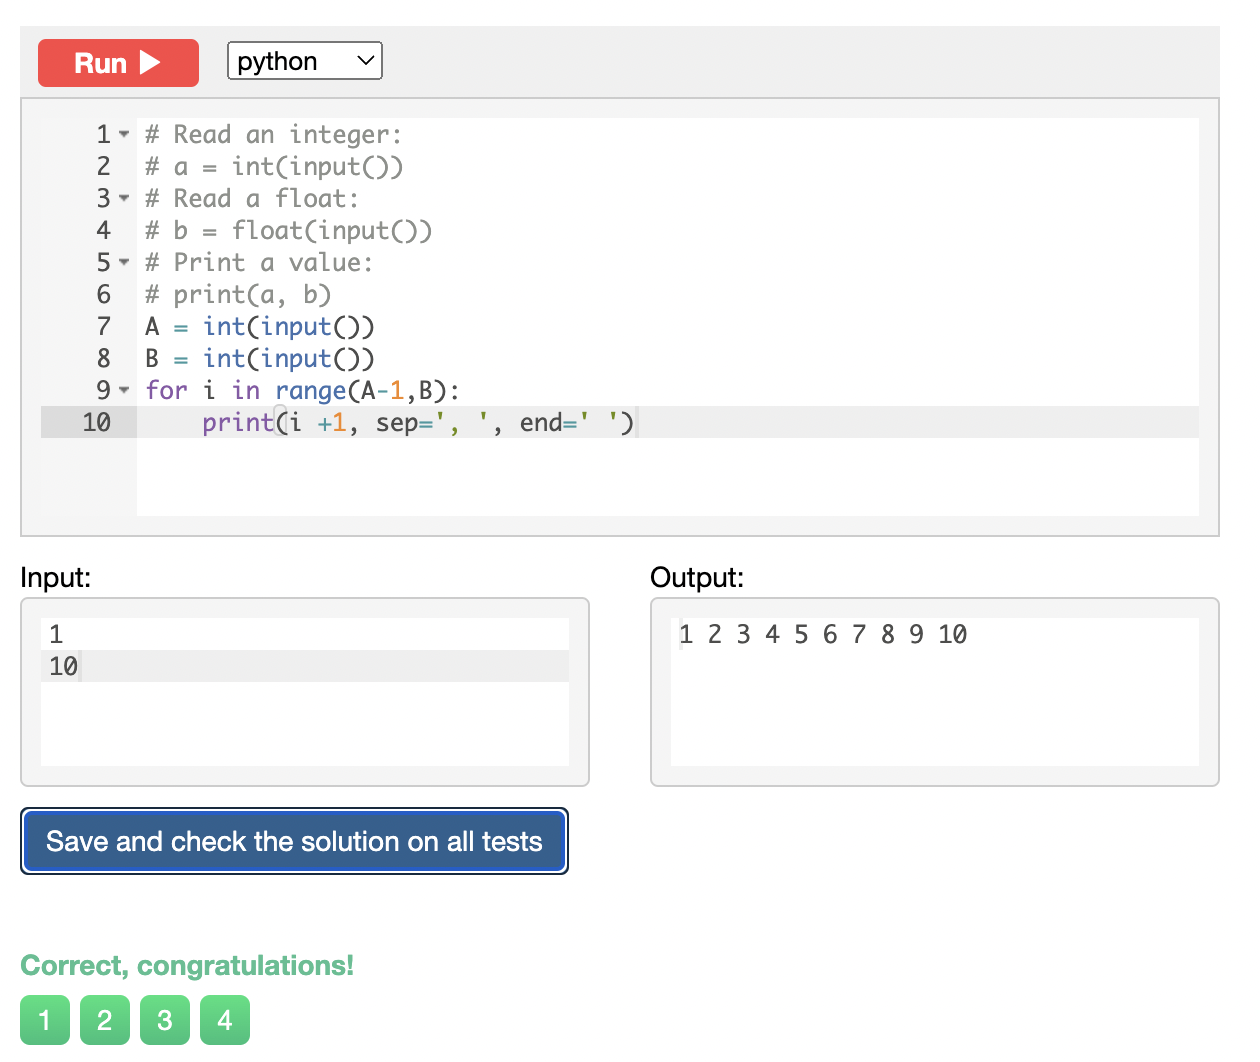 Run
python
1 # Read an integer:
2 # a = int(input())
3 # Read a float:
4 # b = float(input())
5 # Print a value:
6 # print(a, b)
7 A = int(input())
8 B = int(input())
9 for i in range(A-1,B):
10     print(i +1, sep=', ', end=' ')
Input:
1
10
Output:
1 2 3 4 5 6 7 8 9 10
Save and check the solution on all tests
Correct, congratulations!
1 2 3 4